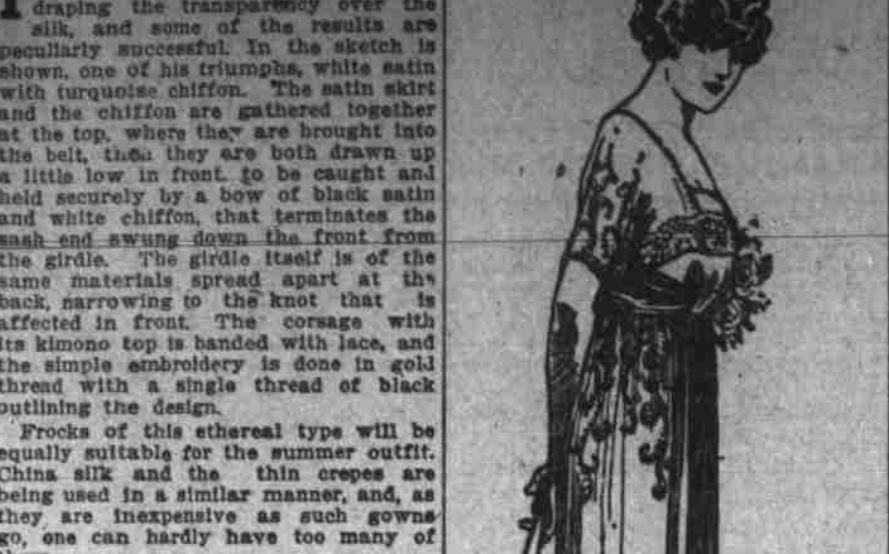 draping the transparency over the
silk, and some of the results are
peculiarly successful. In the sketch is
shown, one of his triumphs, white satin
with turquoise chiffon. The satin skirt
and the chiffon are gathered together
at the top, where they are brought into
the belt, then they are both drawn up
a little low in front. to be caught and
held securely by a bow of black satin
and white chiffon, that terminates the
sash end swung down the front from
the girdle. The girdle itself is of the
same materials spread apart at the
back, narrowing to the knot that is
affected in front. The corsage with
its kimono top is banded with lace, and
the simple embroidery is done in gold
thread with a single thread of black
outlining the design.
Frocks of this ethereal type will be
equally suitable for the summer outfit.
China silk and the thin crepes are
being used in a similar manner, and, as
they are inexpensive as such gowns
go, one can hardly have too many of